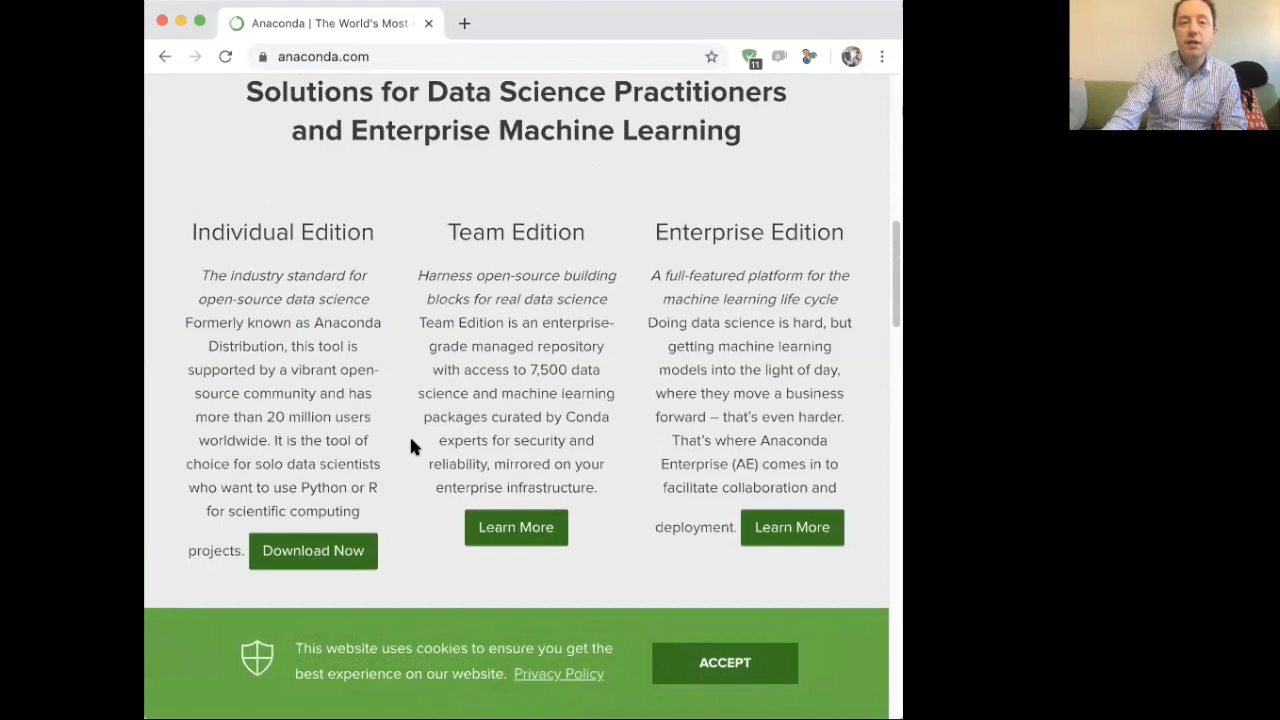 Anaconda | The World's Most
anaconda.com
11
Solutions for Data Science Practitioners
and Enterprise Machine Learning
Individual Edition
The industry standard for
open-source data science
Formerly known as Anaconda
Distribution, this tool is
supported by a vibrant open-
source community and has
more than 20 million users
worldwide. It is the tool of
choice for solo data scientists
who want to use Python or R
for scientific computing
projects. Download Now
Team Edition
Harness open-source building
blocks for real data science
Team Edition is an enterprise-
grade managed repository
with access to 7,500 data
science and machine learning
packages curated by Conda
experts for security and
reliability, mirrored on your
enterprise infrastructure.
Learn More
Enterprise Edition
A full-featured platform for the
machine learning life cycle
Doing data science is hard, but
getting machine learning
models into the light of day,
where they move a business
forward – that's even harder.
That's where Anaconda
Enterprise (AE) comes in to
facilitate collaboration and
deployment. Learn More
This website uses cookies to ensure you get the
best experience on our website. Privacy Policy
ACCEPT